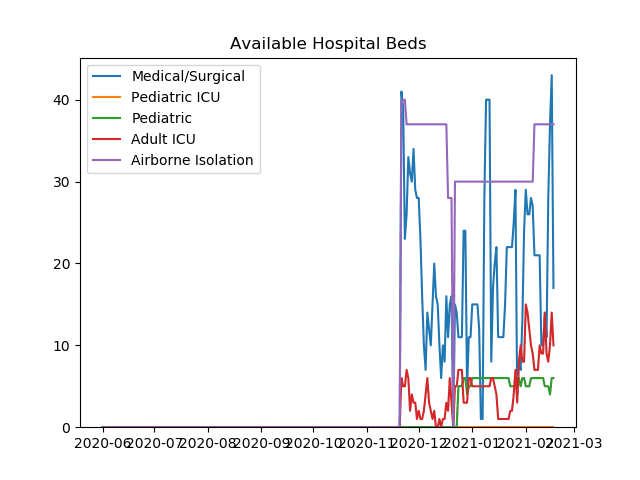 Available Hospital Beds
Medical/Surgical
Pediatric ICU
Pediatric
Adult ICU
Airborne Isolation
40
30
20
10
0
2020-06 2020-07 2020-08 2020-09 2020-10 2020-11 2020-12 2021-01 2021-02 2021-03